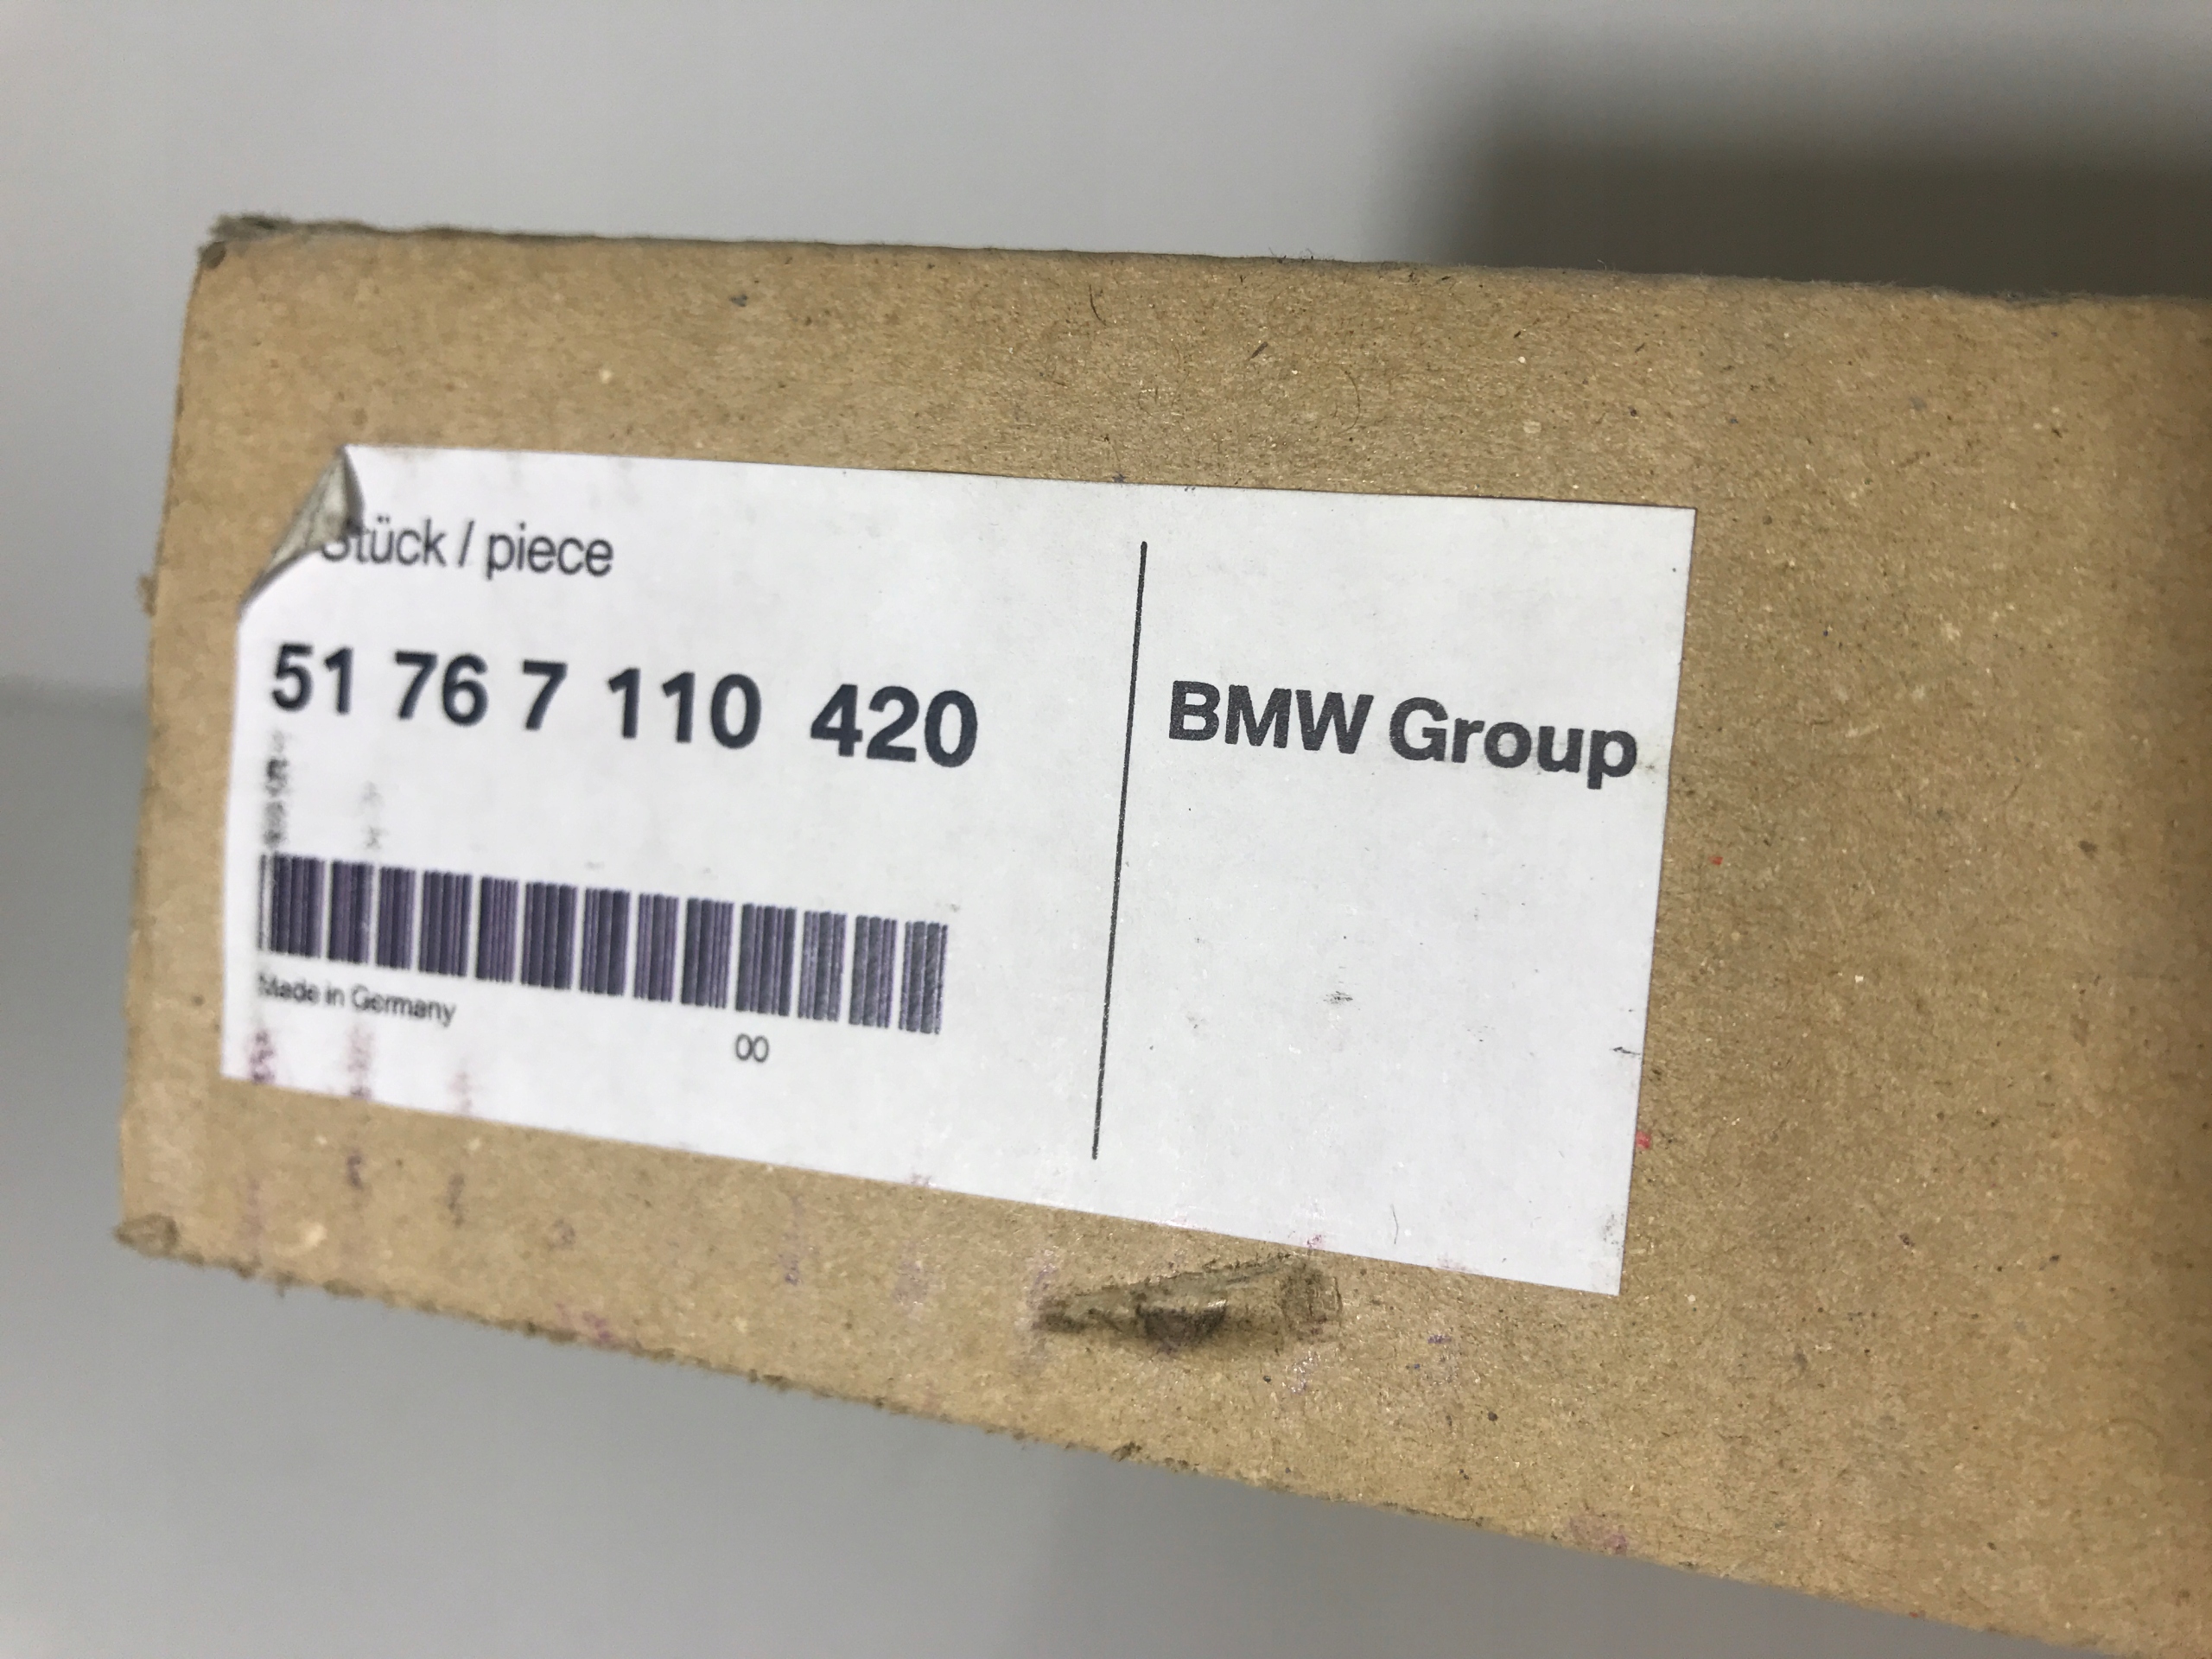 Stück / piece
51 76 7 110 420
BMW Group
Made in Germany
00